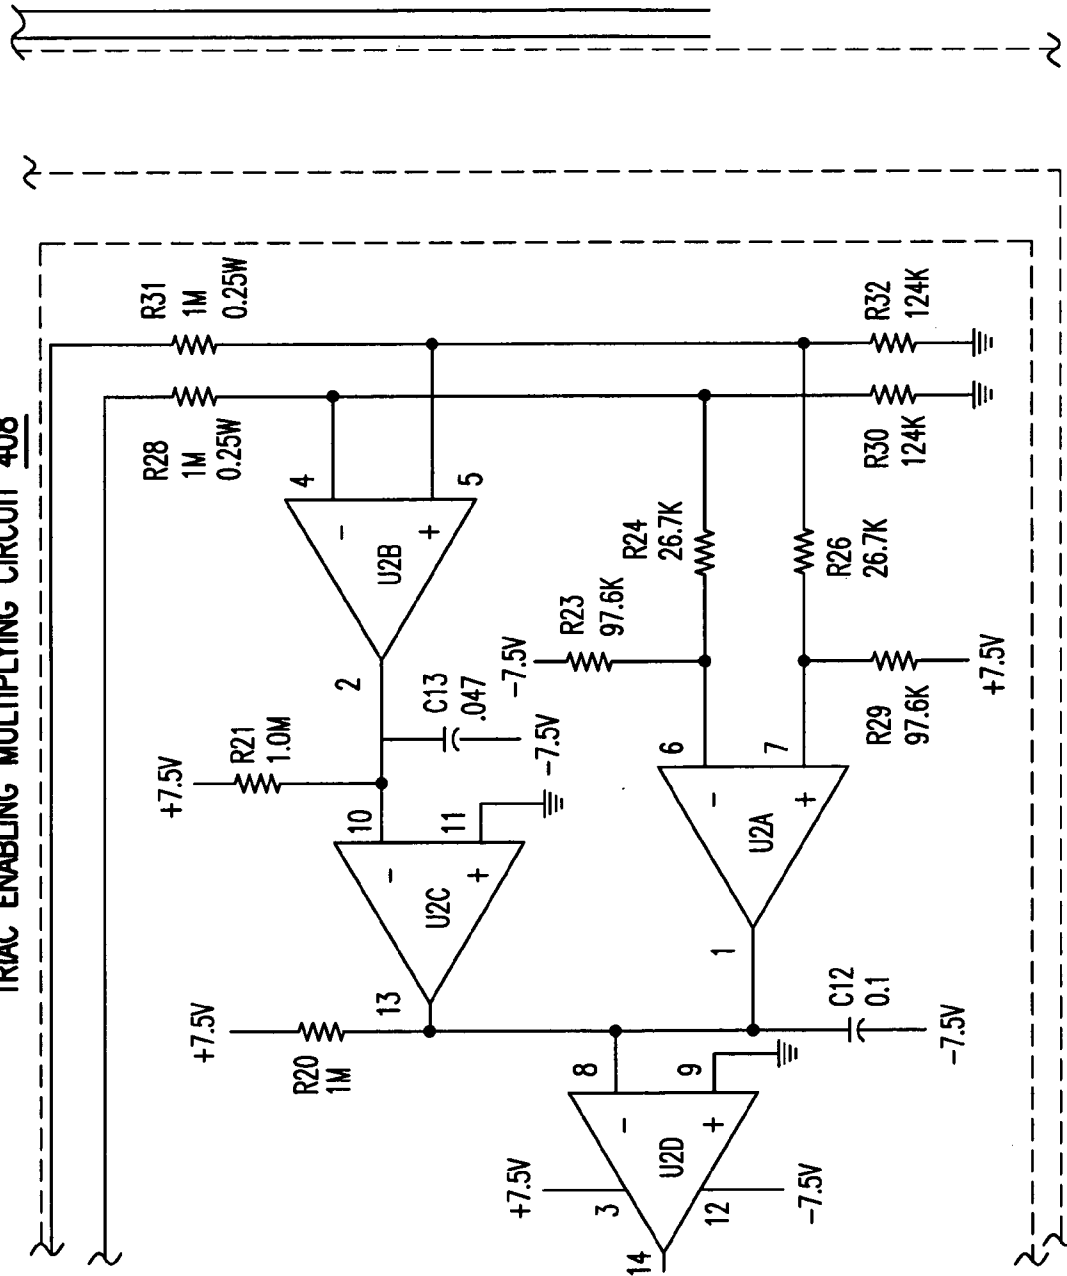 TRIAC ENABLING MULTIPLYING CIRCUIT 408
R31
1M
0.25W
R28
1M
0.25W
4
5
−
+
U2B
2
R21
1.0M
+7.5V
C13
.047
−7.5V
10
11
−
+
U2C
13
+7.5V
R20
1M
−7.5V
R23
97.6K
R24
26.7K
R26
26.7K
R30
124K
R32
124K
6
7
−
+
U2A
R29
97.6K
+7.5V
1
C12
0.1
−7.5V
8
9
−
+
U2D
+7.5V
3
12
−7.5V
14